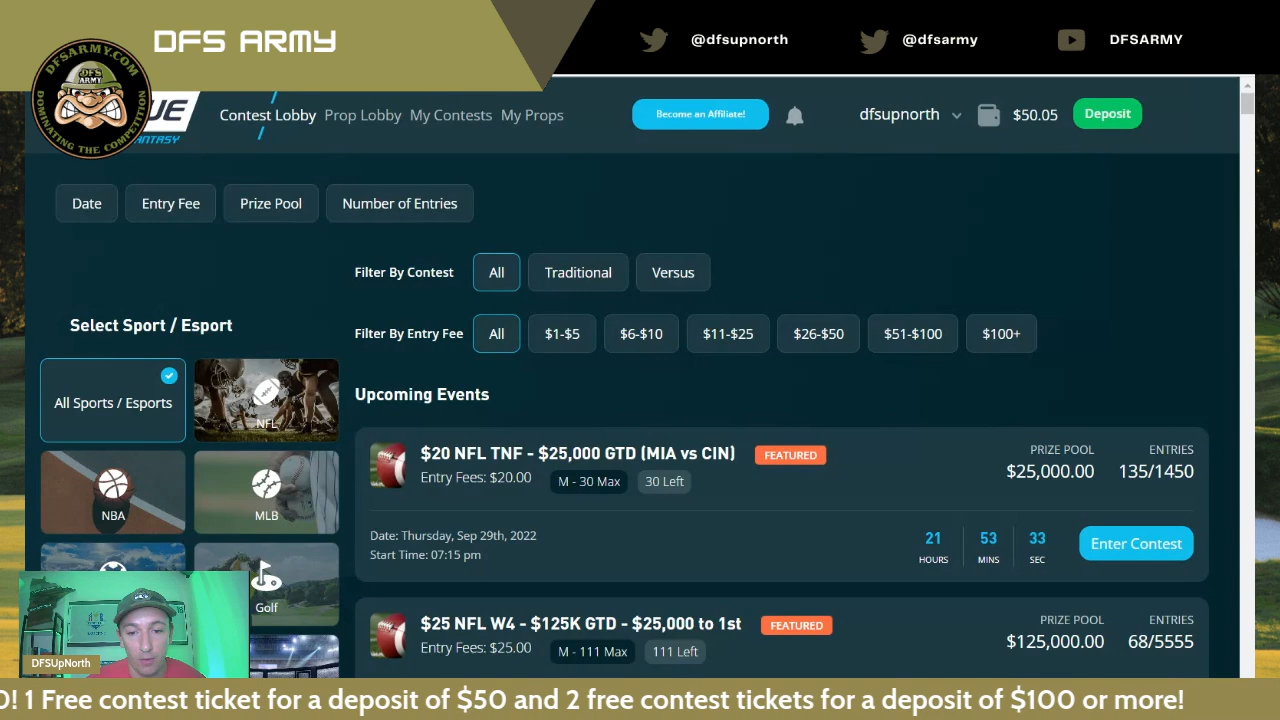 DFS ARMY
@dfsupnorth
@dfsarmy
DFSARMY
DFSARMY.COM
DFS
ARMY
DOMINATING THE COMPETITION
Contest Lobby
Prop Lobby
My Contests
My Props
Become an Affiliate!
dfsupnorth
$50.05
Deposit
Date
Entry Fee
Prize Pool
Number of Entries
Filter By Contest
All
Traditional
Versus
Select Sport / Esport
Filter By Entry Fee
All
$1-$5
$6-$10
$11-$25
$26-$50
$51-$100
$100+
All Sports / Esports
NFL
NBA
MLB
Golf
Upcoming Events
$20 NFL TNF - $25,000 GTD (MIA vs CIN)
FEATURED
Entry Fees: $20.00
M - 30 Max
30 Left
PRIZE POOL
$25,000.00
ENTRIES
135/1450
Date: Thursday, Sep 29th, 2022
Start Time: 07:15 pm
21
HOURS
53
MINS
33
SEC
Enter Contest
$25 NFL W4 - $125K GTD - $25,000 to 1st
FEATURED
Entry Fees: $25.00
M - 111 Max
111 Left
PRIZE POOL
$125,000.00
ENTRIES
68/5555
DFSUpNorth
! 1 Free contest ticket for a deposit of $50 and 2 free contest tickets for a deposit of $100 or more!